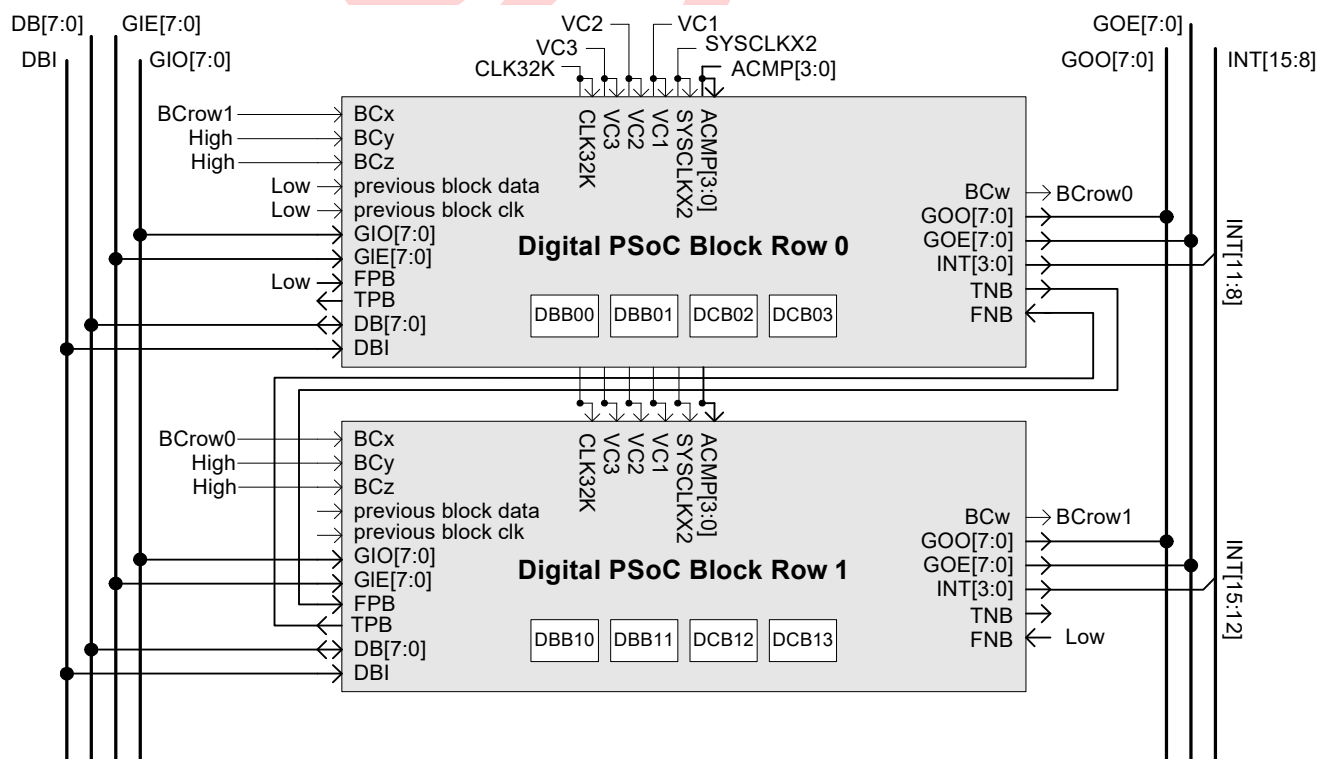 DB[7:0]
GIE[7:0]
DBI
GIO[7:0]
VC2
VC1
VC3
SYSCLKX2
CLK32K
ACMP[3:0]
GOE[7:0]
GOO[7:0]
INT[15:8]
BCrow1
High
High
Low
Low
Low
BCx
BCy
BCz
previous block data
previous block clk
GIO[7:0]
GIE[7:0]
FPB
TPB
DB[7:0]
DBI
CLK32K
VC3
VC2
VC1
SYSCLKX2
ACMP[3:0]
Digital PSoC Block Row 0
DBB00
DBB01
DCB02
DCB03
BCw
GOO[7:0]
GOE[7:0]
INT[3:0]
TNB
FNB
BCrow0
INT[11:8]
BCrow0
High
High
BCx
BCy
BCz
previous block data
previous block clk
GIO[7:0]
GIE[7:0]
FPB
TPB
DB[7:0]
DBI
CLK32K
VC3
VC2
VC1
SYSCLKX2
ACMP[3:0]
Digital PSoC Block Row 1
DBB10
DBB11
DCB12
DCB13
BCw
GOO[7:0]
GOE[7:0]
INT[3:0]
TNB
FNB
BCrow1
Low
INT[15:12]